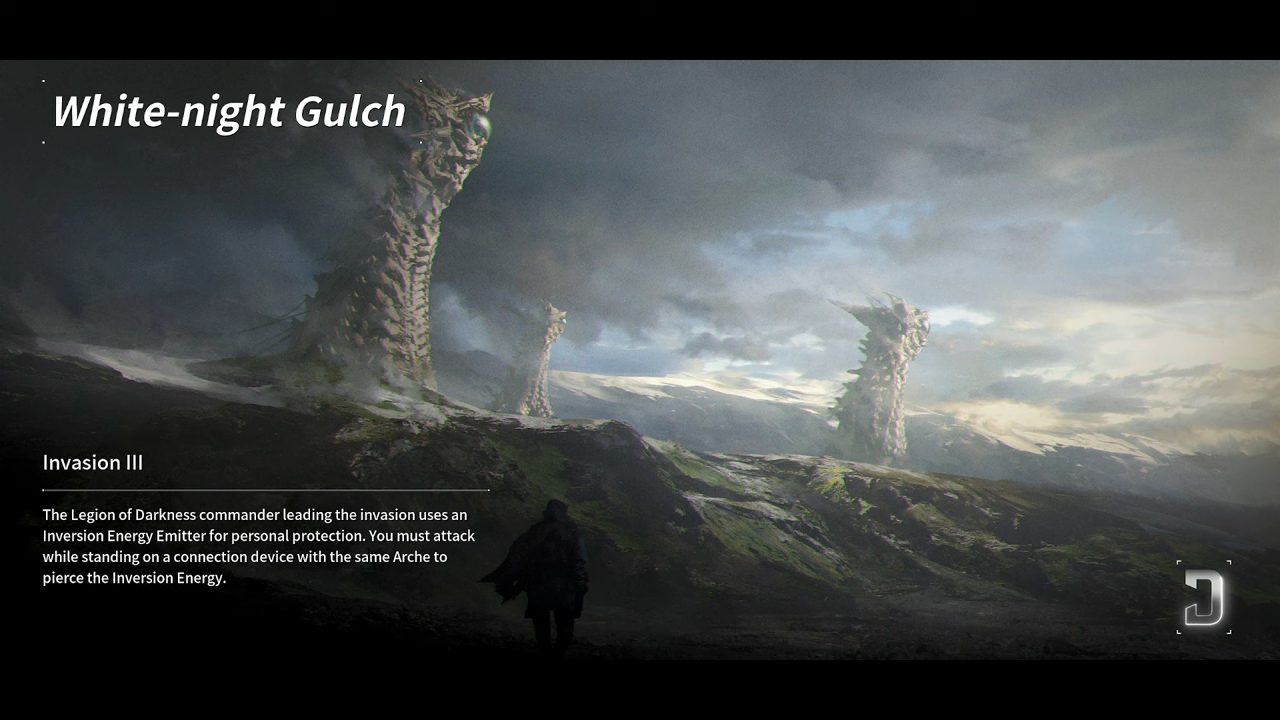 White-night Gulch
Invasion III
The Legion of Darkness commander leading the invasion uses an
Inversion Energy Emitter for personal protection. You must attack
while standing on a connection device with the same Arche to
pierce the Inversion Energy.